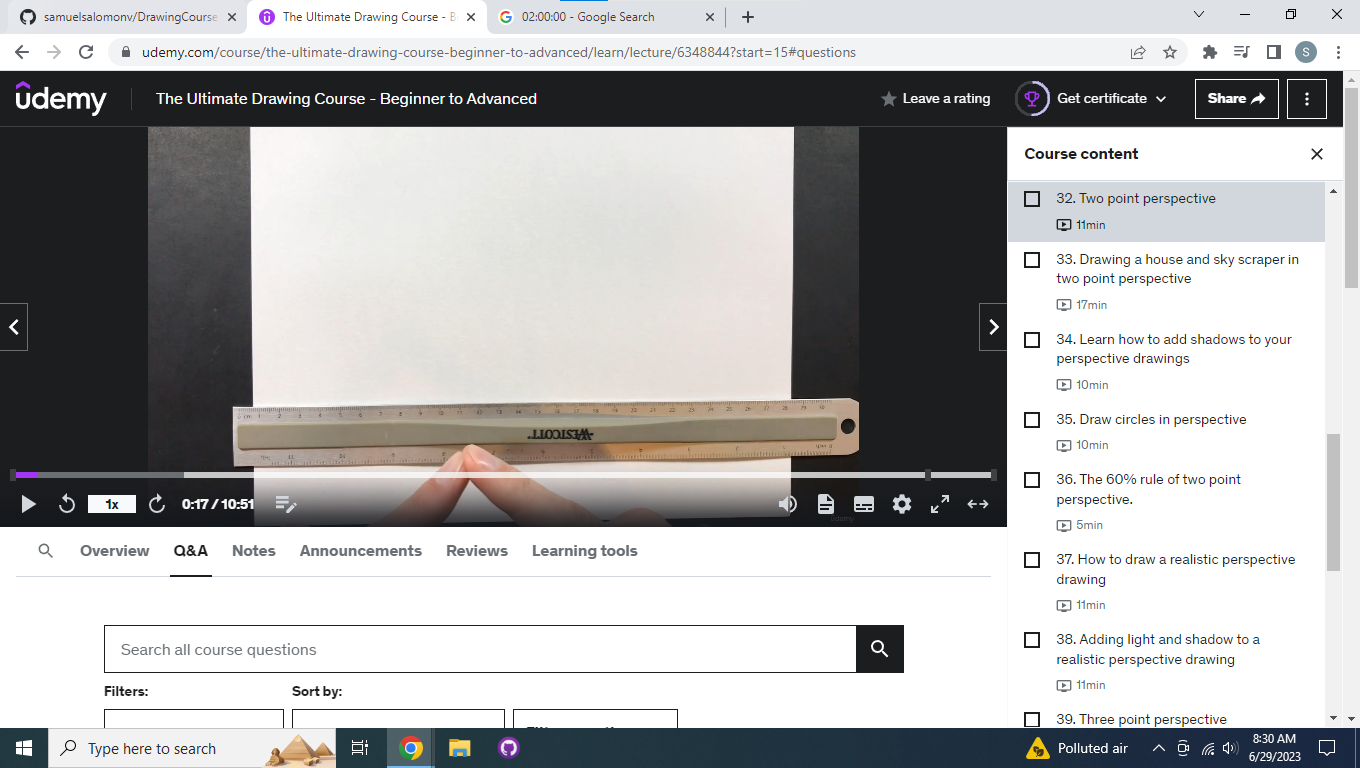 samuelsalomonv/DrawingCourse
The Ultimate Drawing Course - B
02:00:00 - Google Search
udemy.com/course/the-ultimate-drawing-course-beginner-to-advanced/learn/lecture/6348844?start=15#questions
S
udemy
The Ultimate Drawing Course - Beginner to Advanced
Leave a rating
Get certificate
Share
Course content
32. Two point perspective
11min
33. Drawing a house and sky scraper in
two point perspective
17min
34. Learn how to add shadows to your
perspective drawings
10min
35. Draw circles in perspective
10min
36. The 60% rule of two point
perspective.
5min
37. How to draw a realistic perspective
drawing
11min
38. Adding light and shadow to a
realistic perspective drawing
11min
39. Three point perspective
WESTCOTT
1x
0:17 / 10:51
Udemy
Overview
Q&A
Notes
Announcements
Reviews
Learning tools
Search all course questions
Filters:
Sort by:
Type here to search
Polluted air
8:30 AM
6/29/2023